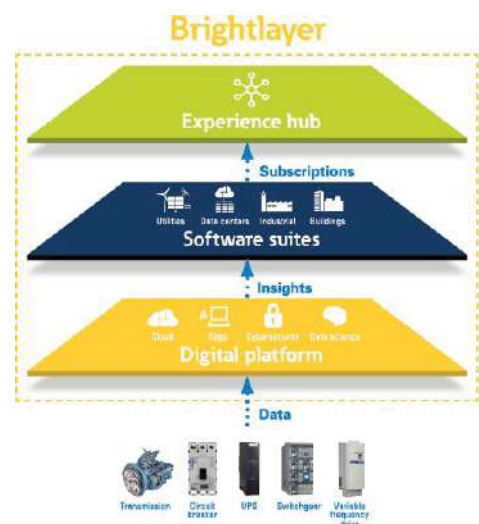 Brightlayer
Experience hub
Subscriptions
Utilities Data centers Industrial Buildings
Software suites
Insights
Cloud Edge Cybersecurity Data science
Digital platform
Data
Transmission Circuit UPS Switchgear Variable
breaker frequency
drive